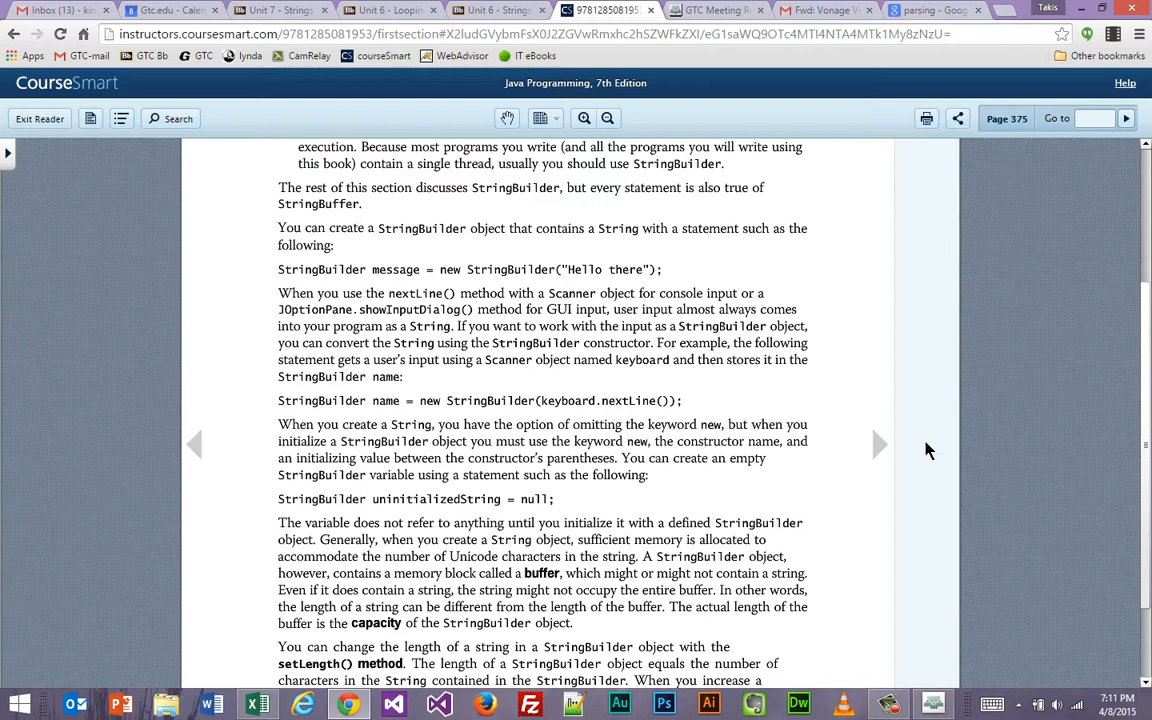 Inbox (13) - kin
Gtc.edu - Calen
Unit 7 - Strings
Unit 6 - Loopin
Unit 6 - Strings
9781285081953:
GTC Meeting R
Fwd: Vonage V
parsing - Goog
Takis
instructors.coursesmart.com/9781285081953/firstsection#X2ludGVybmFsX0J2ZGVwRmxhc2hSZWFkZXI/eG1saWQ9OTc4MTI4NTA4MTk1My8zNzU=
Apps GTC-mail GTC Bb GTC lynda CamRelay courseSmart WebAdvisor IT eBooks Other bookmarks
CourseSmart Java Programming, 7th Edition Help
Exit Reader Search Page 375 Go to
execution. Because most programs you write (and all the programs you will write using
this book) contain a single thread, usually you should use StringBuilder.
The rest of this section discusses StringBuilder, but every statement is also true of
StringBuffer.
You can create a StringBuilder object that contains a String with a statement such as the
following:
StringBuilder message = new StringBuilder("Hello there");
When you use the nextLine() method with a Scanner object for console input or a
JOptionPane.showInputDialog() method for GUI input, user input almost always comes
into your program as a String. If you want to work with the input as a StringBuilder object,
you can convert the String using the StringBuilder constructor. For example, the following
statement gets a user's input using a Scanner object named keyboard and then stores it in the
StringBuilder name:
StringBuilder name = new StringBuilder(keyboard.nextLine());
When you create a String, you have the option of omitting the keyword new, but when you
initialize a StringBuilder object you must use the keyword new, the constructor name, and
an initializing value between the constructor's parentheses. You can create an empty
StringBuilder variable using a statement such as the following:
StringBuilder uninitializedString = null;
The variable does not refer to anything until you initialize it with a defined StringBuilder
object. Generally, when you create a String object, sufficient memory is allocated to
accommodate the number of Unicode characters in the string. A StringBuilder object,
however, contains a memory block called a buffer, which might or might not contain a string.
Even if it does contain a string, the string might not occupy the entire buffer. In other words,
the length of a string can be different from the length of the buffer. The actual length of the
buffer is the capacity of the StringBuilder object.
You can change the length of a string in a StringBuilder object with the
setLength() method. The length of a StringBuilder object equals the number of
characters in the String contained in the StringBuilder. When you increase a
7:11 PM
4/8/2015